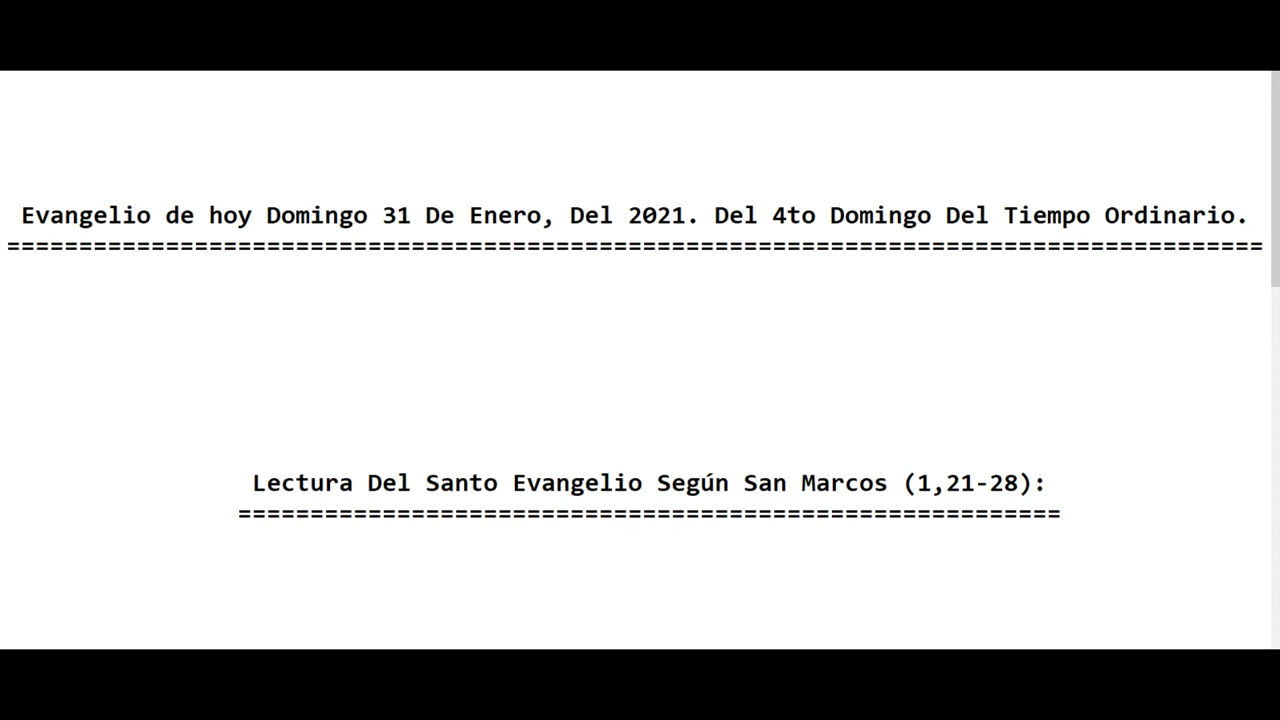 Evangelio de hoy Domingo 31 De Enero, Del 2021. Del 4to Domingo Del Tiempo Ordinario.
=======================================================================================
Lectura Del Santo Evangelio Según San Marcos (1,21-28):
=========================================================